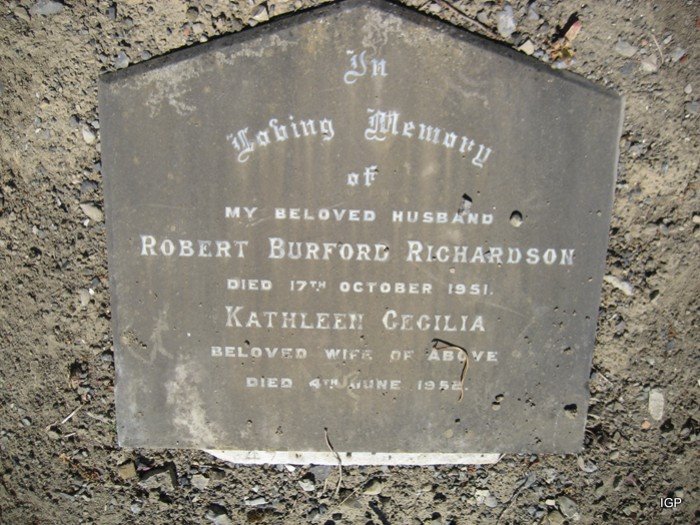 In
Loving Memory
of
MY BELOVED HUSBAND
ROBERT BURFORD RICHARDSON
DIED 17TH OCTOBER 1951.
KATHLEEN CECILIA
BELOVED WIFE OF ABOVE
DIED 4TH JUNE 1952.
IGP